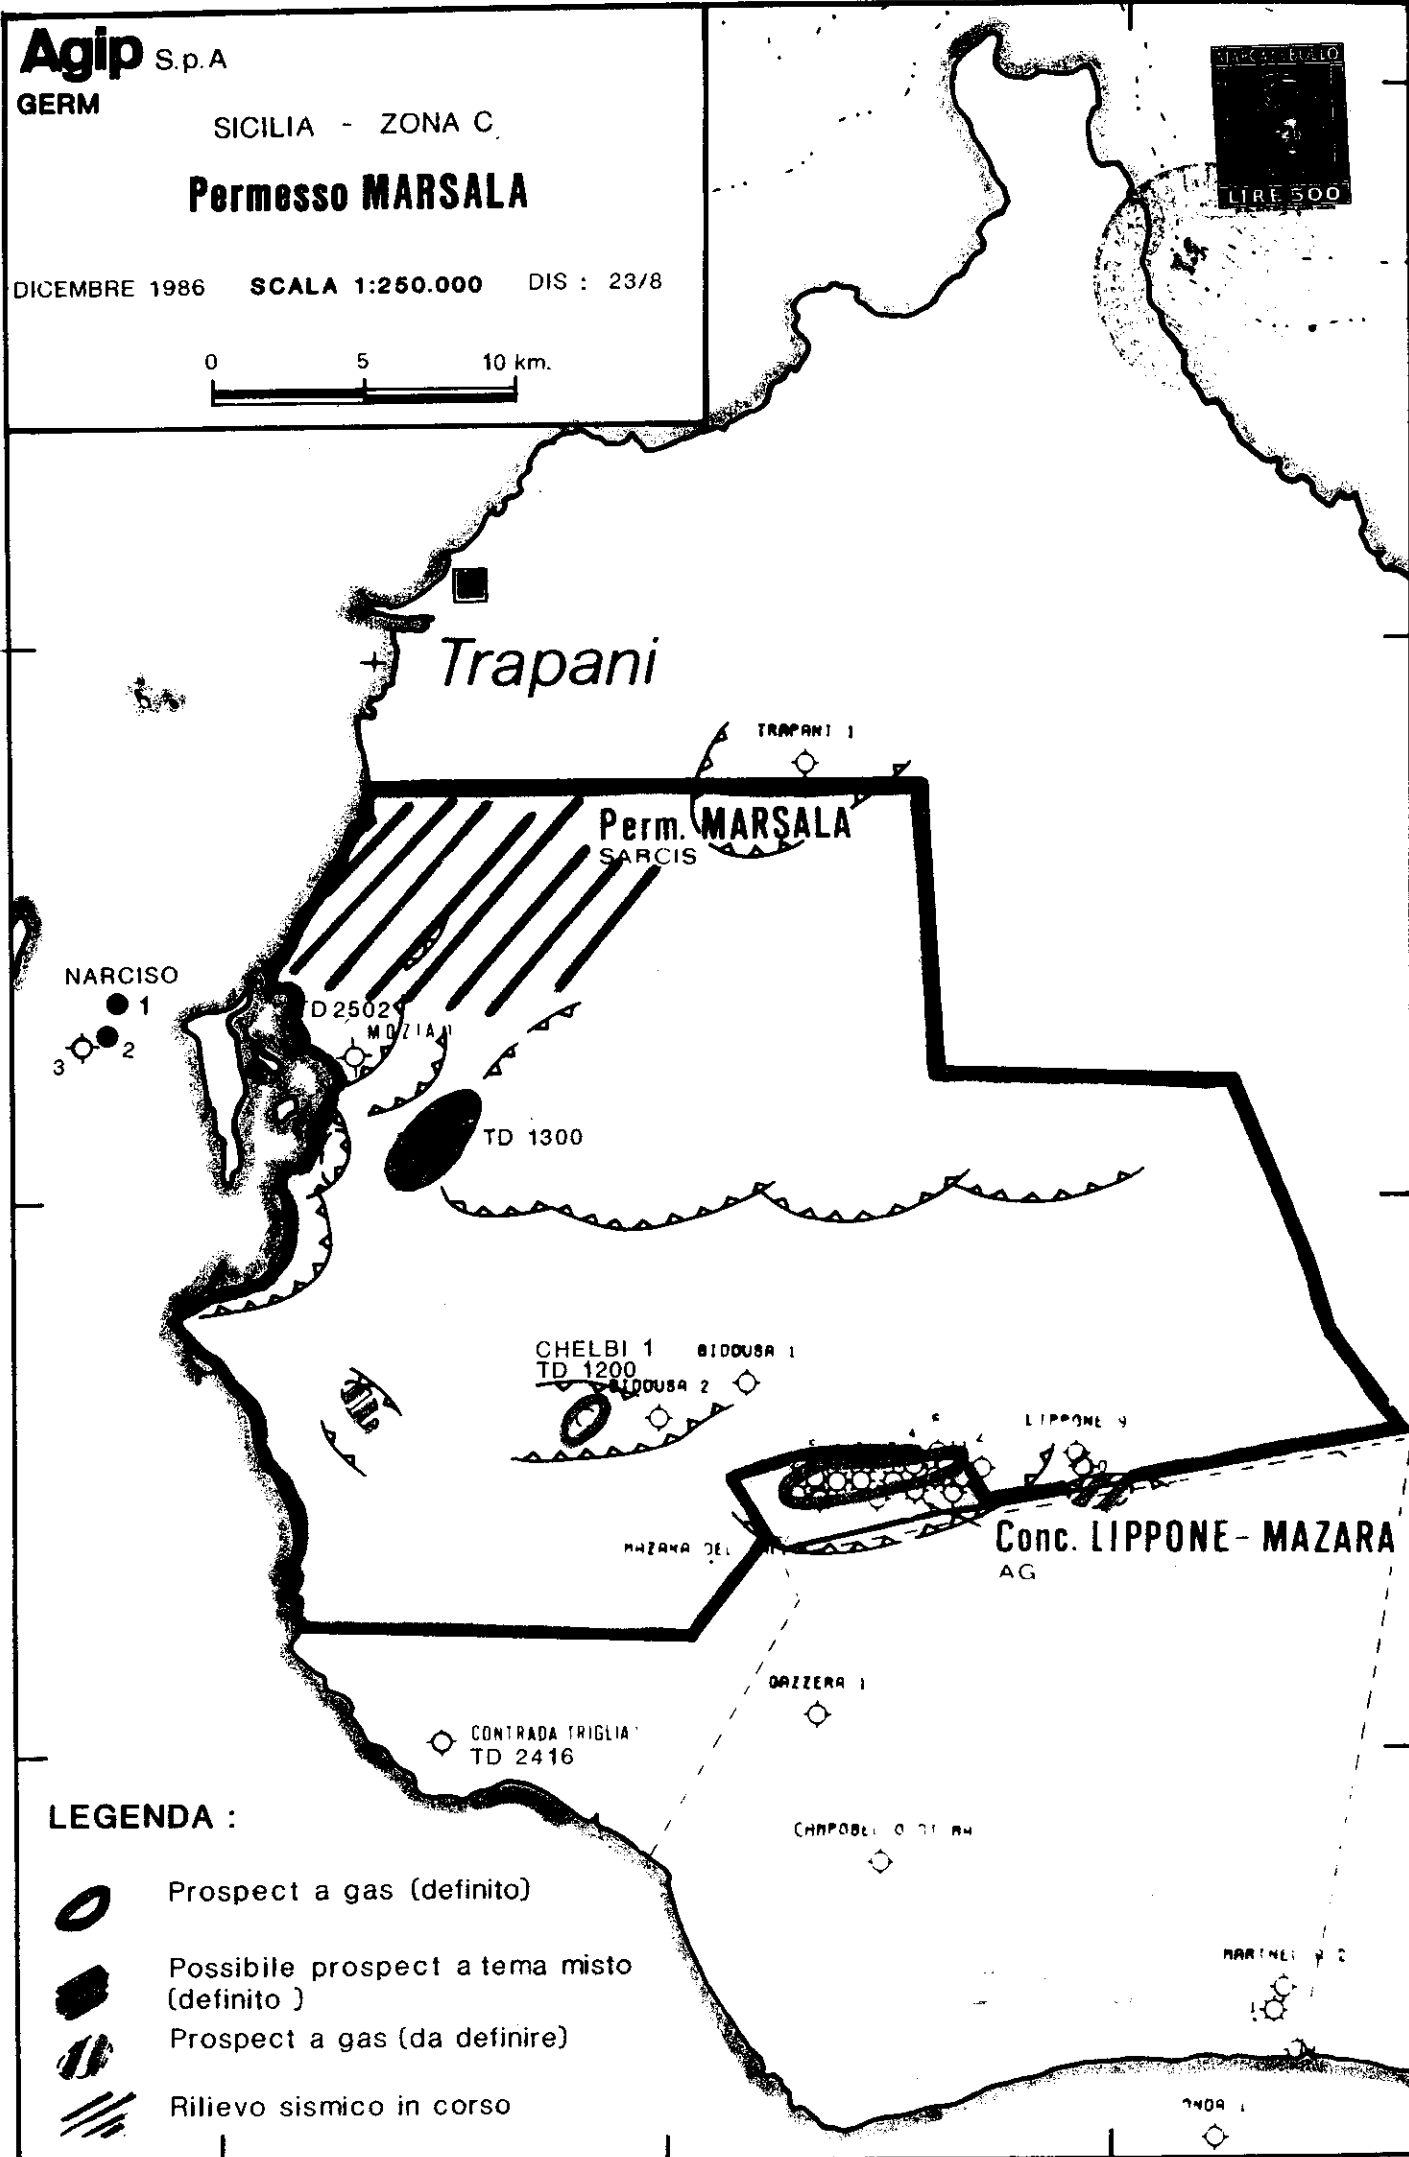 Agip S.p.A
GERM
SICILIA - ZONA C
Permesso MARSALA
DICEMBRE 1986 SCALA 1:250.000 DIS : 23/8
0 5 10 km.
LIRE 500
Trapani
TRAPANI 1
Perm. MARSALA
SARCIS
NARCISO
1
2
3
TD 2502
MOZIA 1
TD 1300
CHELBI 1
TD 1200
BIDDUSA 1
BIDDUSA 2
LIPPONE 9
MAZARA DEL
Conc. LIPPONE - MAZARA
AG
GAZZERA 1
CONTRADA TRIGLIA
TD 2416
LEGENDA :
Prospect a gas (definito)
Possibile prospect a tema misto
(definito )
Prospect a gas (da definire)
Rilievo sismico in corso